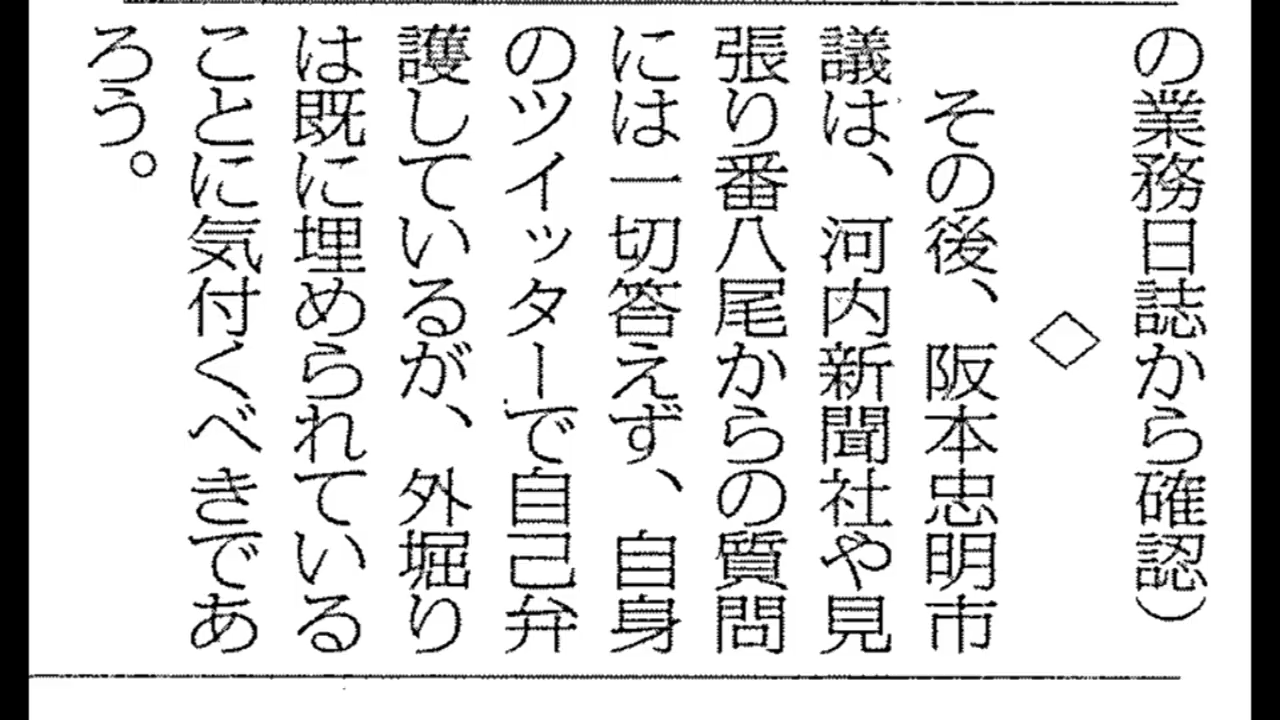 の業務日誌から確認）
◇
その後、阪本忠明市
議は、河内新聞社や見
張り番八尾からの質問
には一切答えず、自身
のツイッターで自己弁
護しているが、外堀り
は既に埋められている
ことに気付くべきであ
ろう。